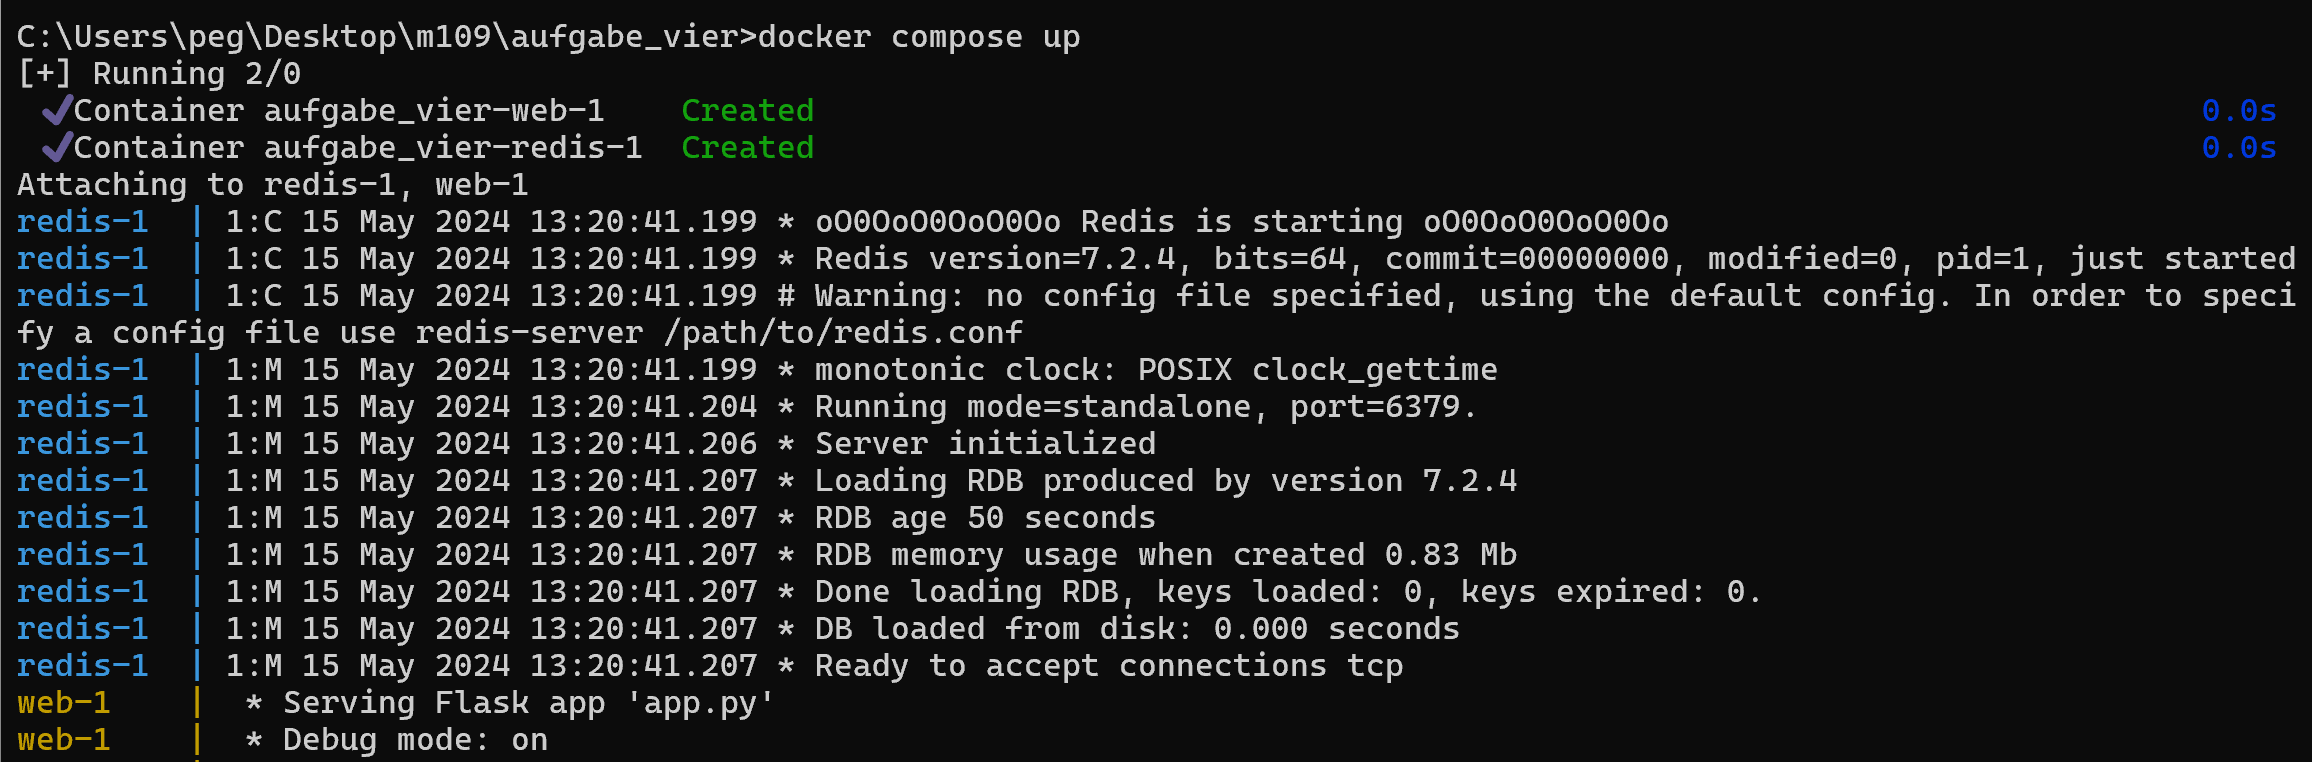 C:\Users\peg\Desktop\m109\aufgabe_vier>docker compose up
[+] Running 2/0
✔Container aufgabe_vier-web-1    Created    0.0s
✔Container aufgabe_vier-redis-1  Created    0.0s
Attaching to redis-1, web-1
redis-1  | 1:C 15 May 2024 13:20:41.199 * oO0OoO0OoO0Oo Redis is starting oO0OoO0OoO0Oo
redis-1  | 1:C 15 May 2024 13:20:41.199 * Redis version=7.2.4, bits=64, commit=00000000, modified=0, pid=1, just started
redis-1  | 1:C 15 May 2024 13:20:41.199 # Warning: no config file specified, using the default config. In order to speci
fy a config file use redis-server /path/to/redis.conf
redis-1  | 1:M 15 May 2024 13:20:41.199 * monotonic clock: POSIX clock_gettime
redis-1  | 1:M 15 May 2024 13:20:41.204 * Running mode=standalone, port=6379.
redis-1  | 1:M 15 May 2024 13:20:41.206 * Server initialized
redis-1  | 1:M 15 May 2024 13:20:41.207 * Loading RDB produced by version 7.2.4
redis-1  | 1:M 15 May 2024 13:20:41.207 * RDB age 50 seconds
redis-1  | 1:M 15 May 2024 13:20:41.207 * RDB memory usage when created 0.83 Mb
redis-1  | 1:M 15 May 2024 13:20:41.207 * Done loading RDB, keys loaded: 0, keys expired: 0.
redis-1  | 1:M 15 May 2024 13:20:41.207 * DB loaded from disk: 0.000 seconds
redis-1  | 1:M 15 May 2024 13:20:41.207 * Ready to accept connections tcp
web-1    |  * Serving Flask app 'app.py'
web-1    |  * Debug mode: on